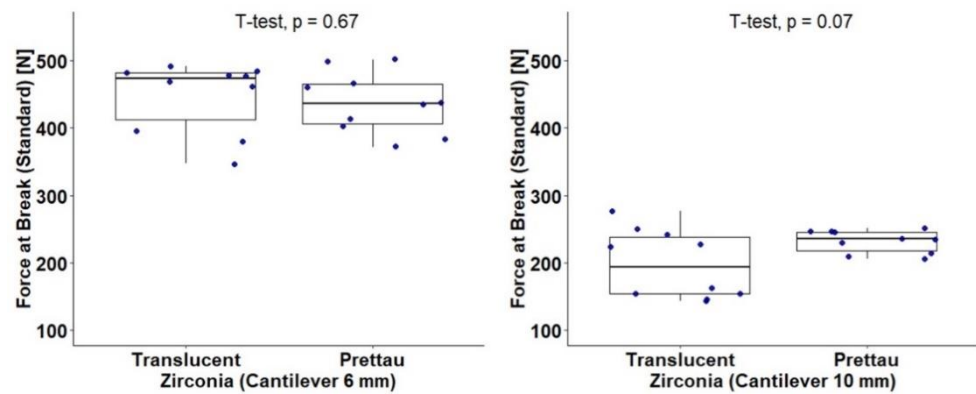 T-test, p = 0.67
Force at Break (Standard) [N]
500
400
300
200
100
Translucent Prettau
Zirconia (Cantilever 6 mm)
T-test, p = 0.07
Force at Break (Standard) [N]
500
400
300
200
100
Translucent Prettau
Zirconia (Cantilever 10 mm)